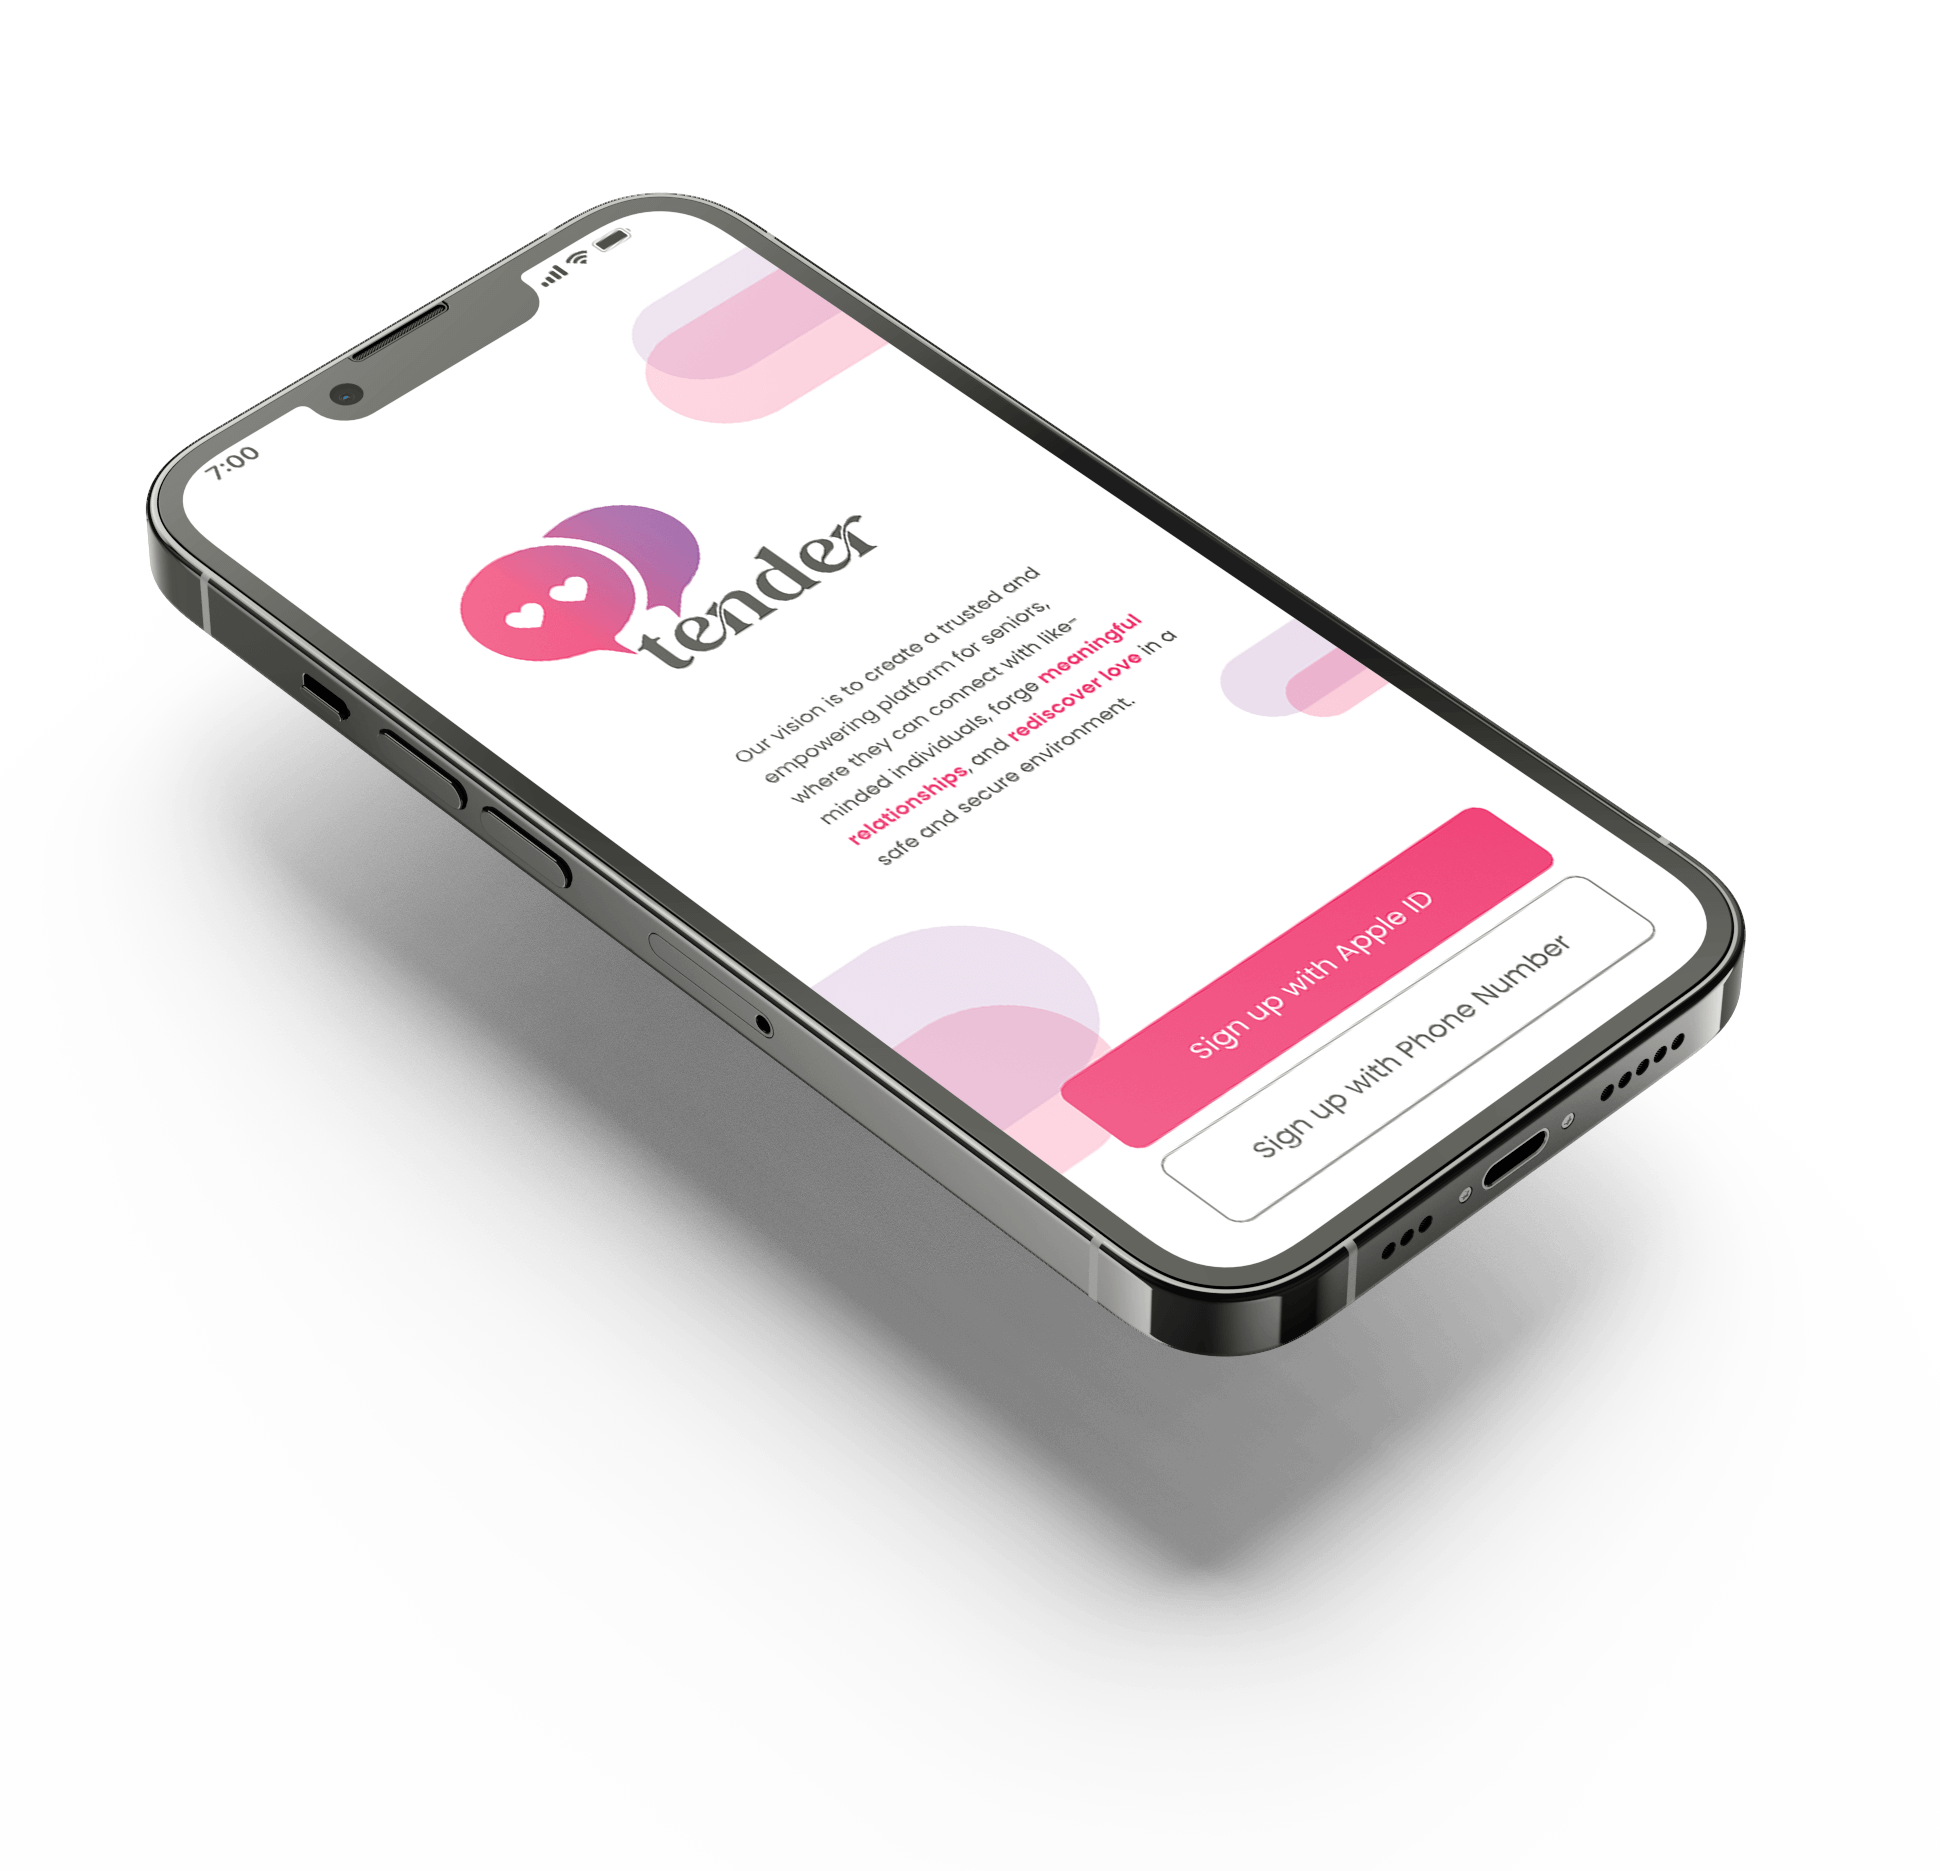 7:00
tender
Our vision is to create a trusted and
empowering platform for seniors,
where they can connect with like-
minded individuals, forge meaningful
relationships, and rediscover love in a
safe and secure environment.
Sign up with Apple ID
Sign up with Phone Number